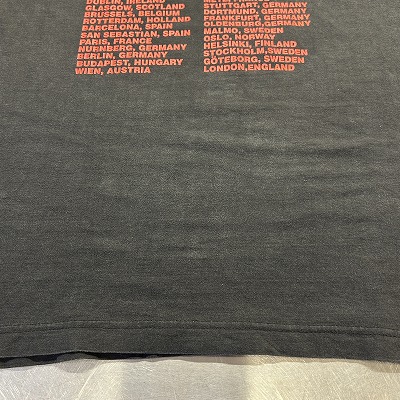 DUBLIN, IRELAND
GLASGOW, SCOTLAND
BRUSSELS, BELGIUM
ROTTERDAM, HOLLAND
BARCELONA, SPAIN
SAN SEBASTIAN, SPAIN
PARIS, FRANCE
NURNBERG, GERMANY
BERLIN, GERMANY
BUDAPEST, HUNGARY
WIEN, AUSTRIA
STUTTGART, GERMANY
DORTMUND, GERMANY
FRANKFURT, GERMANY
OLDENBURG, GERMANY
MALMO, SWEDEN
OSLO, NORWAY
HELSINKI, FINLAND
STOCKHOLM,SWEDEN
GÖTEBORG, SWEDEN
LONDON,ENGLAND